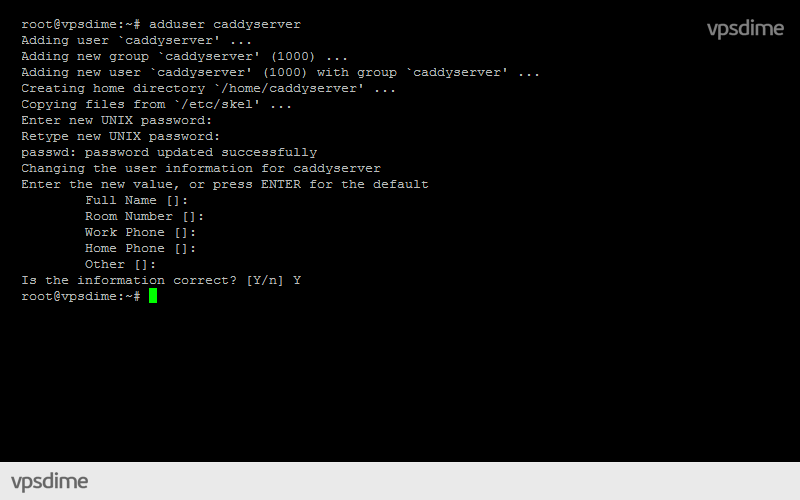 root@vpsdime:~# adduser caddyserver
vpsdime
Adding user `caddyserver' ...
Adding new group `caddyserver' (1000) ...
Adding new user `caddyserver' (1000) with group `caddyserver' ...
Creating home directory `/home/caddyserver' ...
Copying files from `/etc/skel' ...
Enter new UNIX password:
Retype new UNIX password:
passwd: password updated successfully
Changing the user information for caddyserver
Enter the new value, or press ENTER for the default
        Full Name []:
        Room Number []:
        Work Phone []:
        Home Phone []:
        Other []:
Is the information correct? [Y/n] Y
root@vpsdime:~#
vpsdime